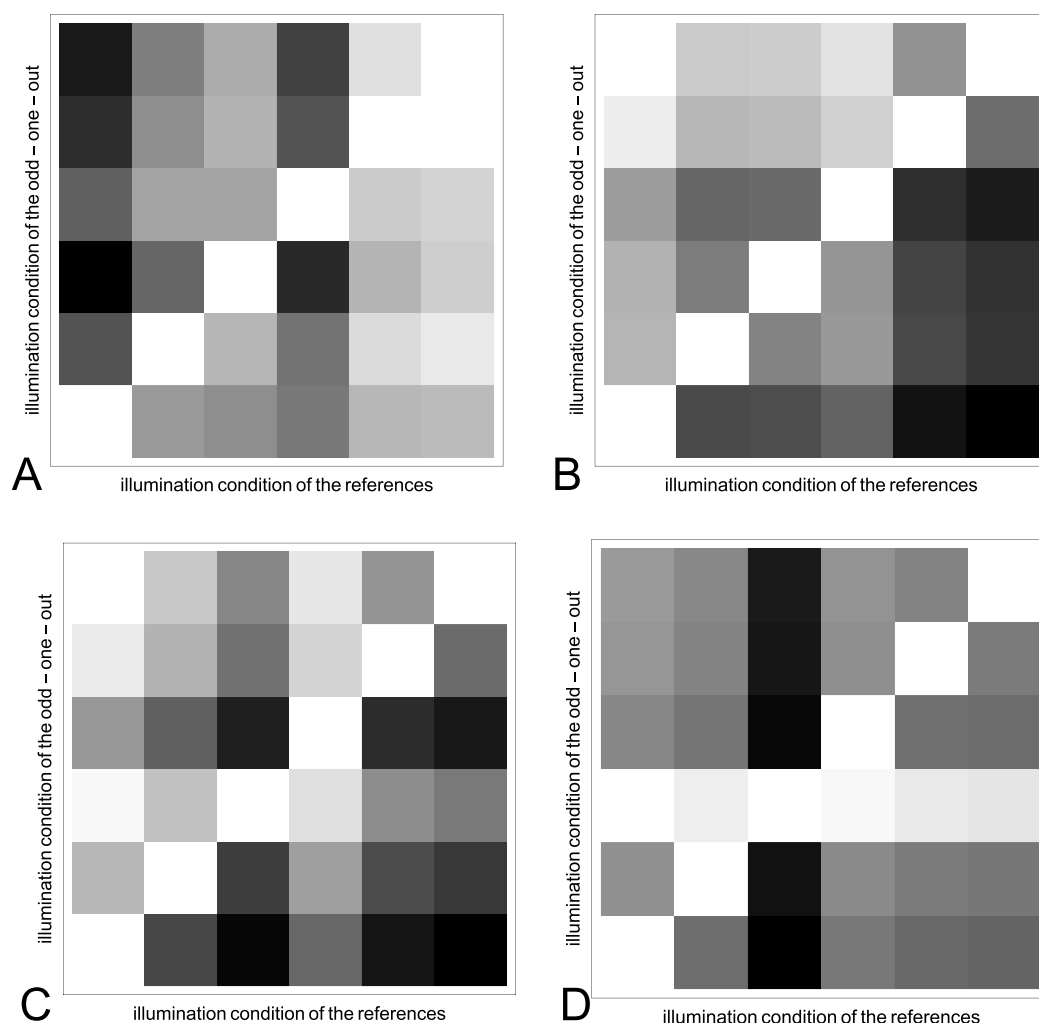 illumination condition of the odd – one – out
illumination condition of the odd – one – out
A
illumination condition of the references
B
illumination condition of the references
illumination condition of the odd – one – out
illumination condition of the odd – one – out
C
illumination condition of the references
D
illumination condition of the references